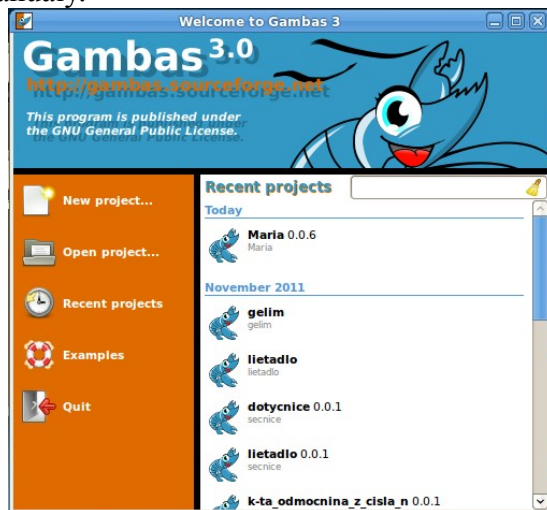 anuary.
Welcome to Gambas 3
Gambas 3.0
http://gambas.sourceforge.net
This program is published under
the GNU General Public License.
New project...
Open project...
Recent projects
Examples
Quit
Recent projects
Today
Maria 0.0.6
Maria
November 2011
gelim
gelim
lietadlo
lietadlo
dotycnice 0.0.1
secnice
lietadlo 0.0.1
secnice
k-ta_odmocnina_z_cisla_n 0.0.1